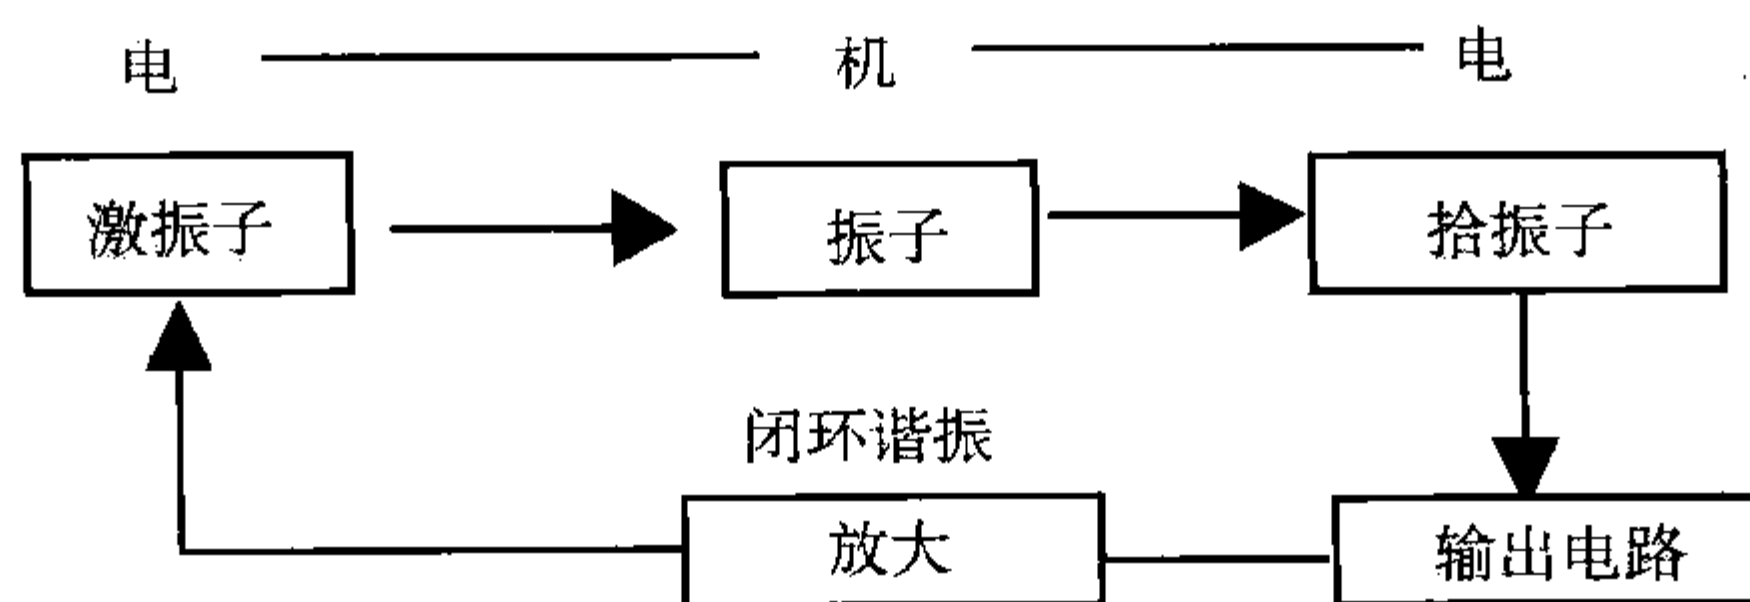 电 机 电
激振子 振子 拾振子
闭环谐振
放大 输出电路